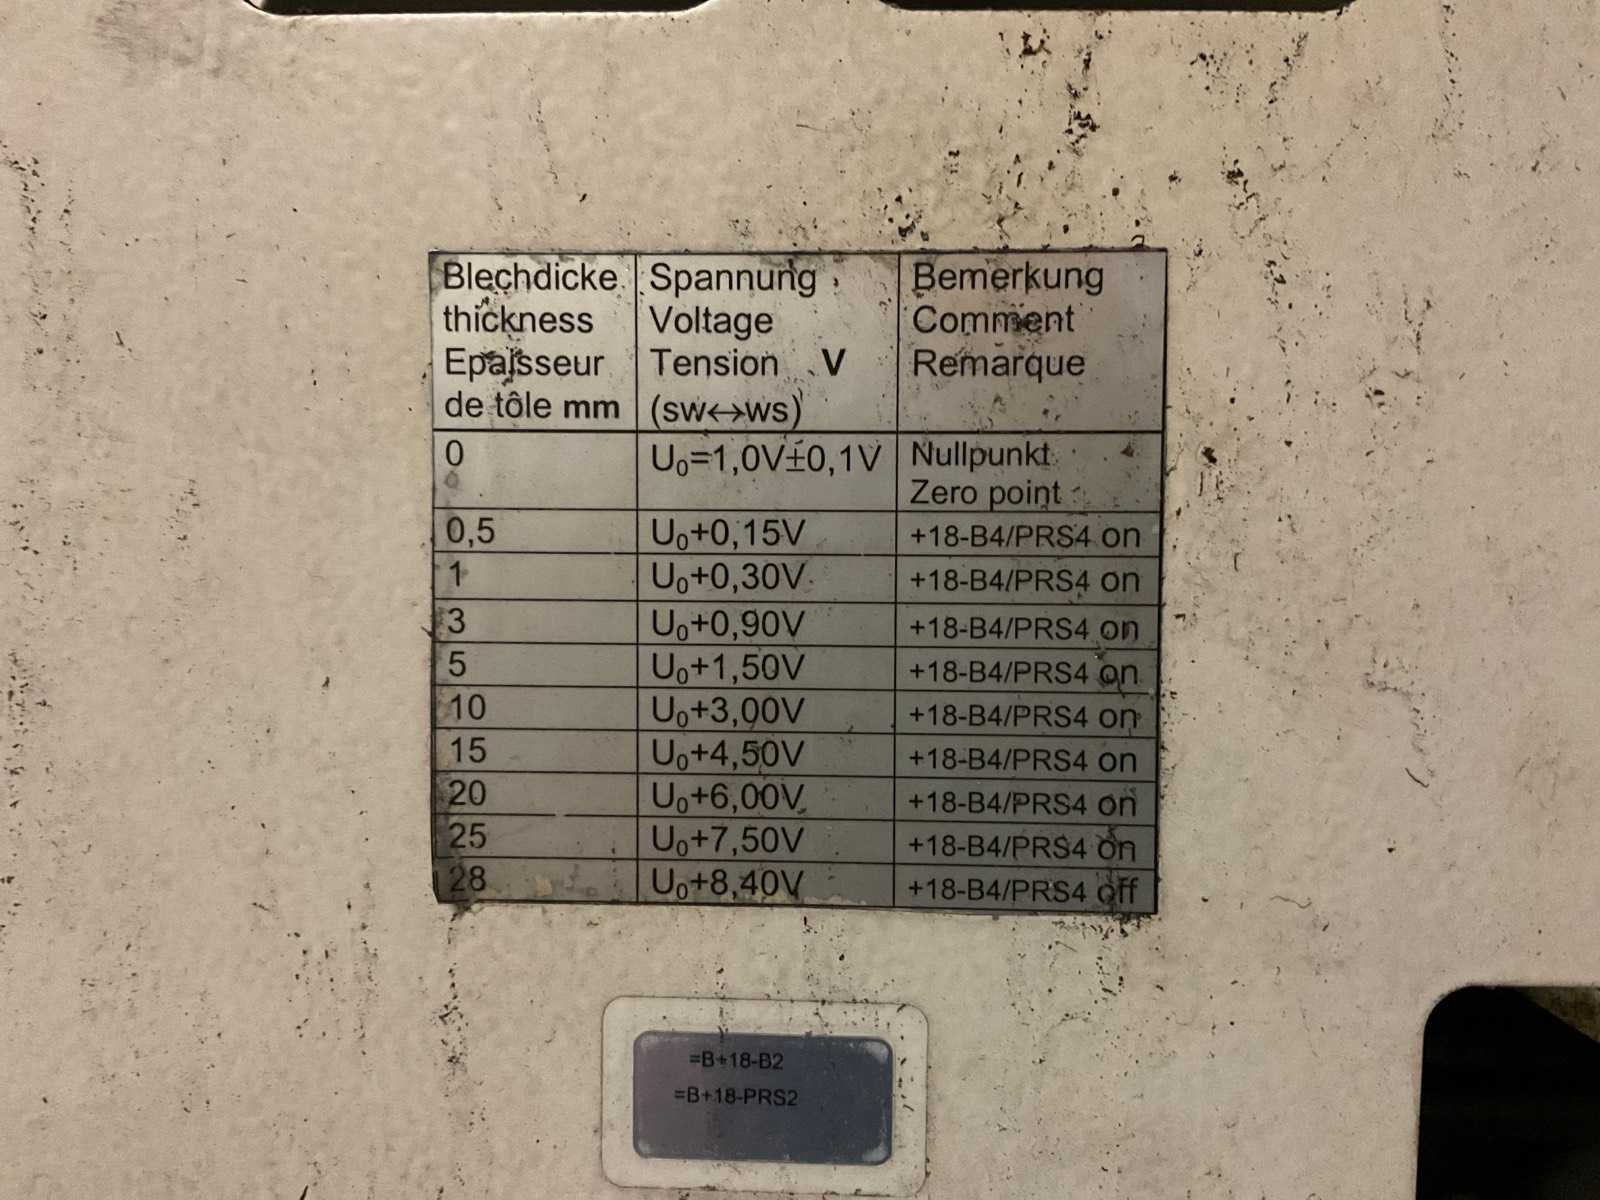 Blechdicke
thickness
Epaisseur
de tôle mm
Spannung
Voltage
Tension V
(sw↔ws)
Bemerkung
Comment
Remarque
0 U₀=1,0V±0,1V Nullpunkt
Zero point
0,5 U₀+0,15V +18-B4/PRS4 on
1 U₀+0,30V +18-B4/PRS4 on
3 U₀+0,90V +18-B4/PRS4 on
5 U₀+1,50V +18-B4/PRS4 on
10 U₀+3,00V +18-B4/PRS4 on
15 U₀+4,50V +18-B4/PRS4 on
20 U₀+6,00V +18-B4/PRS4 on
25 U₀+7,50V +18-B4/PRS4 on
28 U₀+8,40V +18-B4/PRS4 off
=B+18-B2
=B+18-PRS2